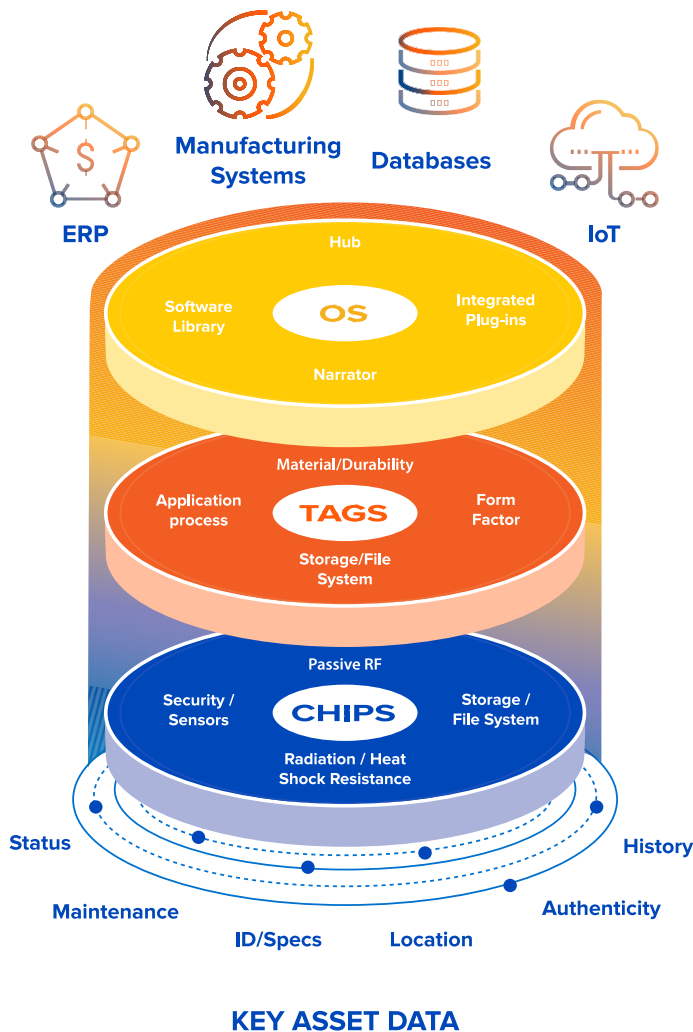 Manufacturing
Systems
Databases
$
ERP
IoT
Hub
Software
Library
OS
Integrated
Plug-ins
Narrator
Material/Durability
Application
process
TAGS
Form
Factor
Storage/File
System
Passive RF
Security /
Sensors
CHIPS
Storage /
File System
Radiation / Heat
Shock Resistance
Status
History
Maintenance
Authenticity
ID/Specs
Location
KEY ASSET DATA